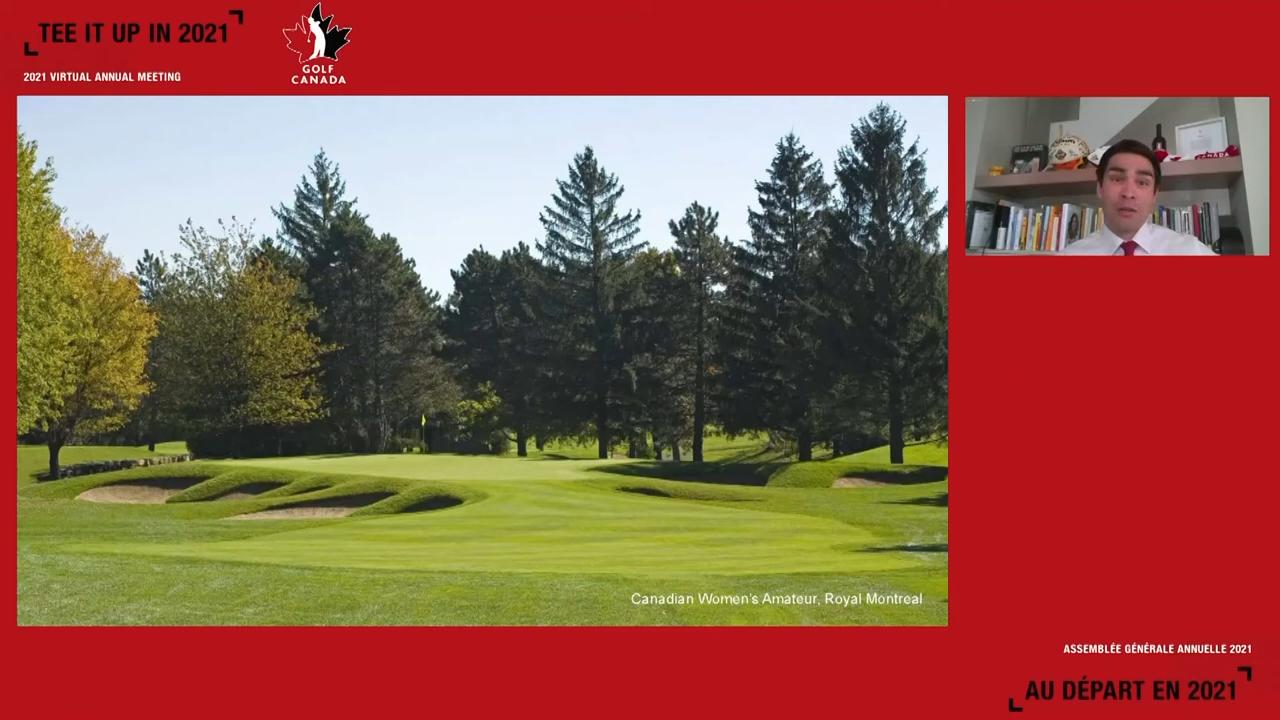 TEE IT UP IN 2021
2021 VIRTUAL ANNUAL MEETING
GOLF
CANADA
CANADA
Canadian Women's Amateur, Royal Montreal
ASSEMBLÉE GÉNÉRALE ANNUELLE 2021
AU DÉPART EN 2021